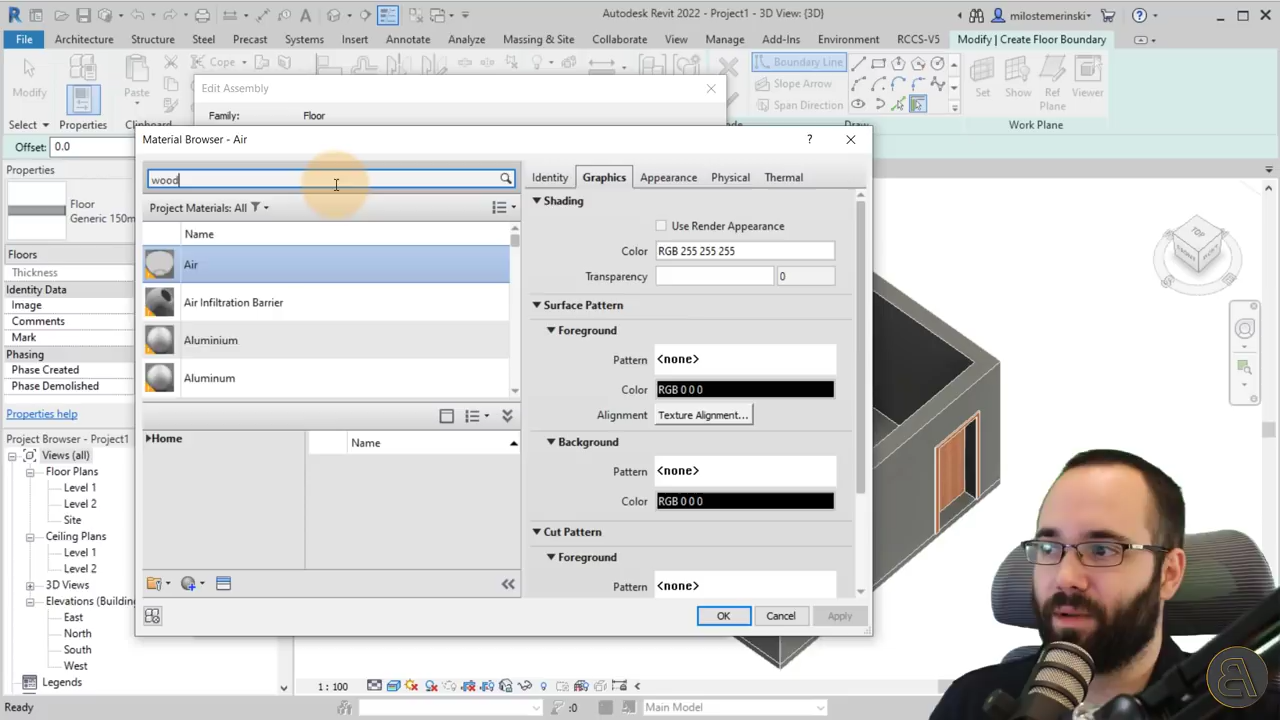 Autodesk Revit 2022 - Project1 - 3D View: {3D}
milostemerinski
File Architecture Structure Steel Precast Systems Insert Annotate Analyze Massing & Site Collaborate View Manage Add-Ins Environment RCCS-V5 Modify | Create Floor Boundary
Modify
Cope
Paste
Boundary Line
Slope Arrow
Span Direction
Set Show Ref Plane Viewer
Select Properties Clipboard Draw Work Plane
Edit Assembly
Family: Floor
Offset: 0.0
Properties
Floor
Generic 150m
Floors
Thickness
Identity Data
Image
Comments
Mark
Phasing
Phase Created
Phase Demolished
Properties help
Project Browser - Project1
Views (all)
Floor Plans
Level 1
Level 2
Site
Ceiling Plans
Level 1
Level 2
3D Views
Elevations (Building
East
North
South
West
Legends
Material Browser - Air
wood
Project Materials: All
Name
Air
Air Infiltration Barrier
Aluminium
Aluminum
Home
Name
Identity Graphics Appearance Physical Thermal
Shading
Use Render Appearance
Color RGB 255 255 255
Transparency 0
Surface Pattern
Foreground
Pattern <none>
Color RGB 0 0 0
Alignment Texture Alignment...
Background
Pattern <none>
Color RGB 0 0 0
Cut Pattern
Foreground
Pattern <none>
OK Cancel Apply
TOP
1 : 100
Ready
:0
Main Model